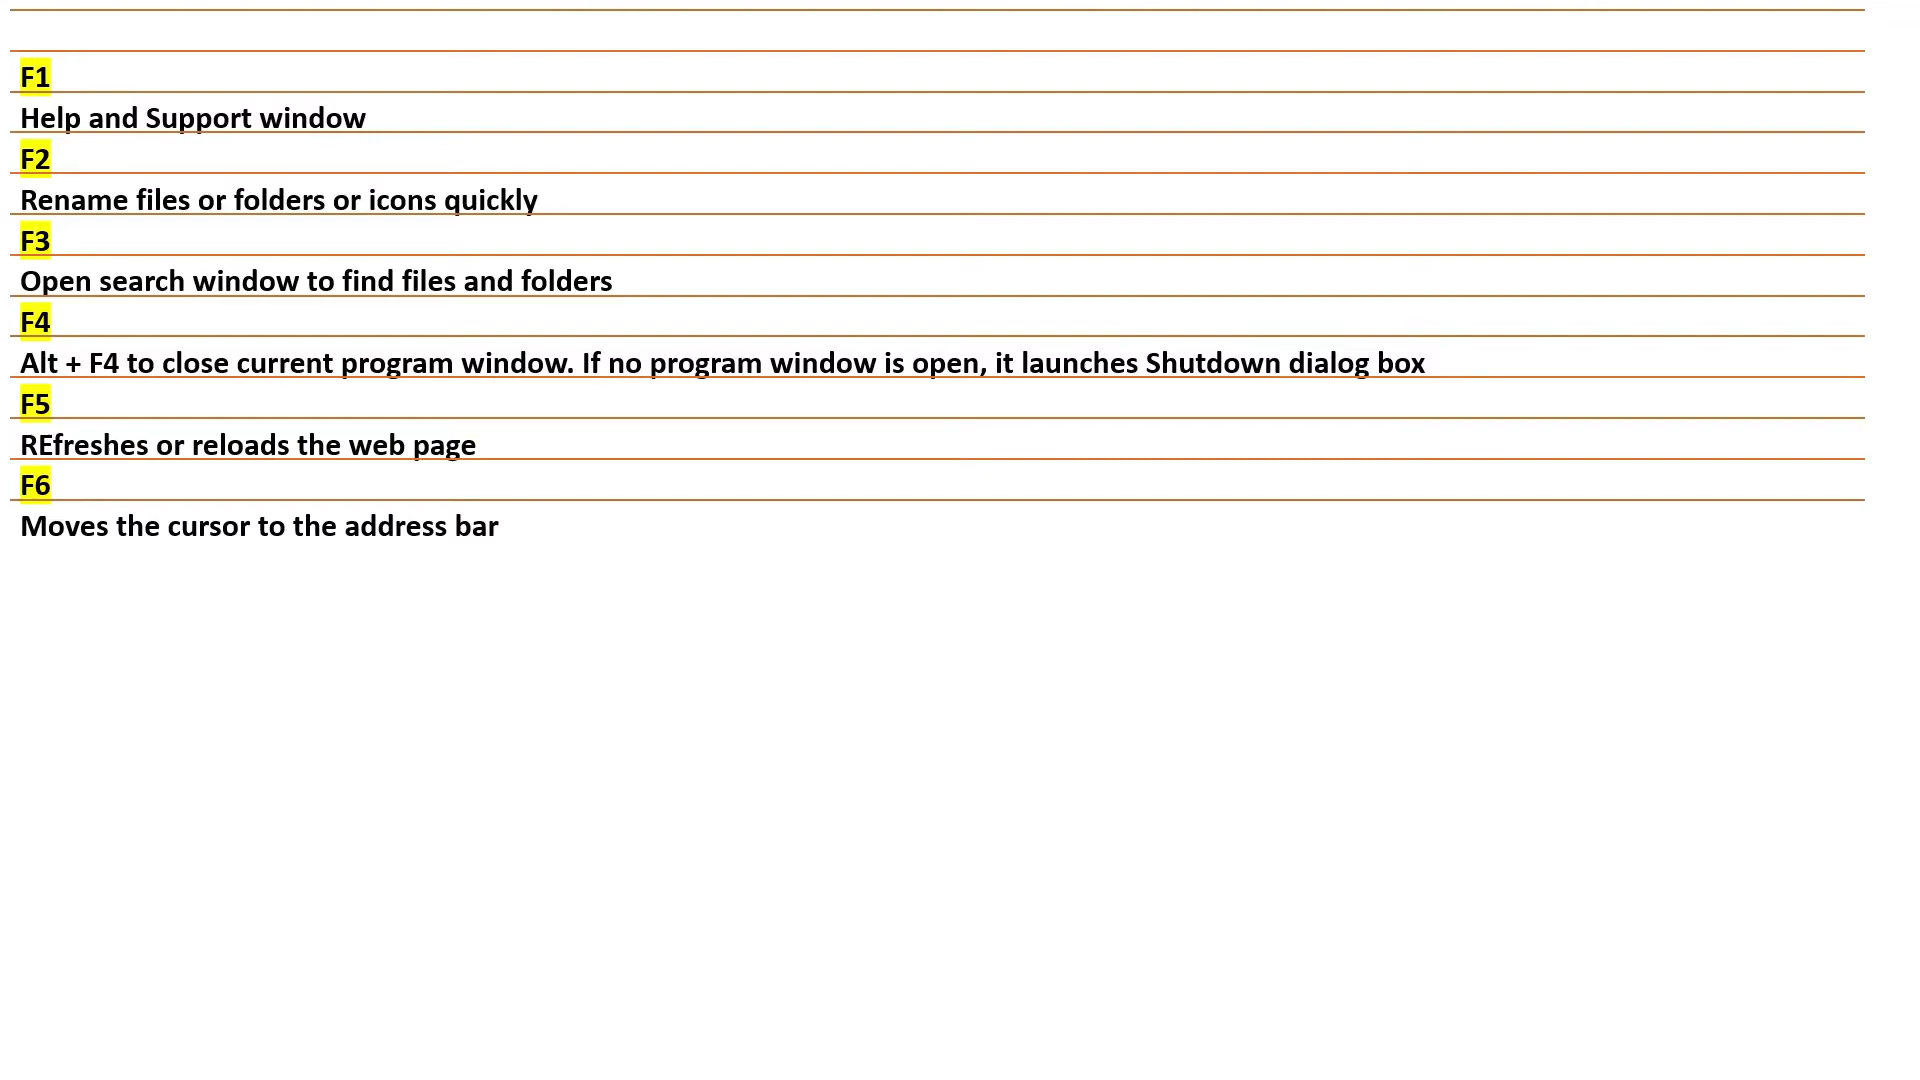 F1
Help and Support window
F2
Rename files or folders or icons quickly
F3
Open search window to find files and folders
F4
Alt + F4 to close current program window. If no program window is open, it launches Shutdown dialog box
F5
REfreshes or reloads the web page
F6
Moves the cursor to the address bar